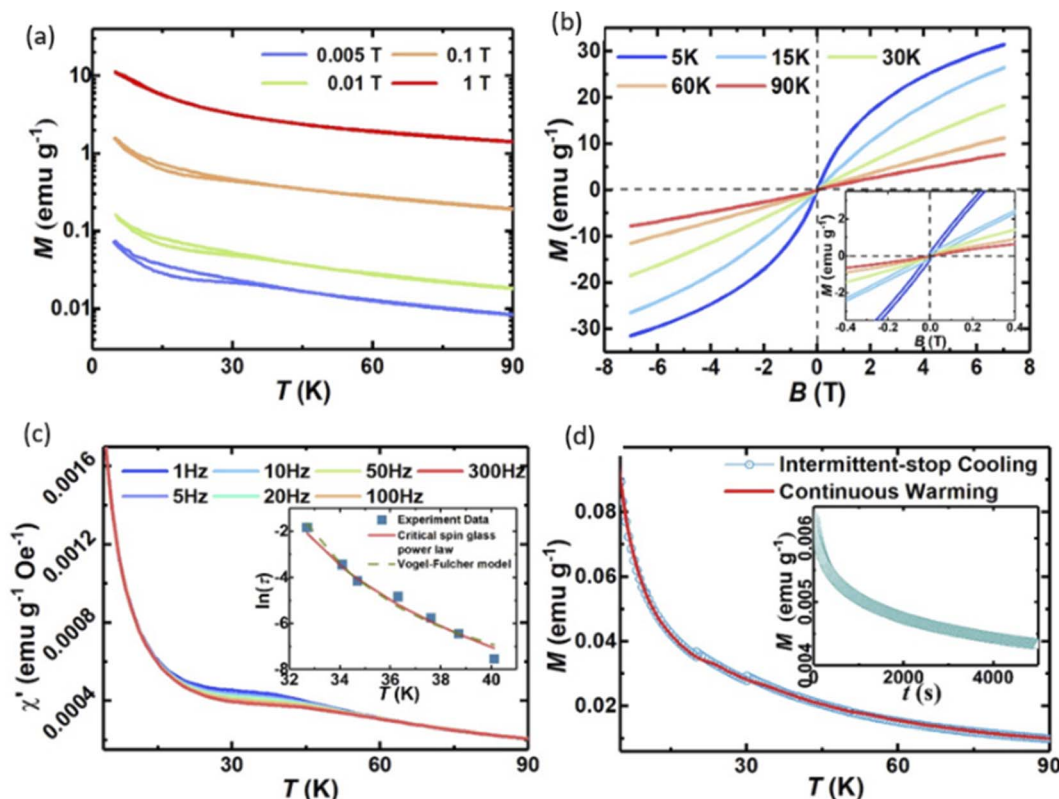 (a)
0.005 T 0.1 T
0.01 T 1 T
10
1
0.1
0.01
M (emu g⁻¹)
0 30 60 90
T (K)
(b)
5K 15K 30K
60K 90K
30
20
10
0
-10
-20
-30
M (emu g⁻¹)
-8 -6 -4 -2 0 2 4 6 8
B (T)
2
0
-2
M (emu g⁻¹)
-0.4 0.0 0.4
B (T)
(c)
1Hz 10Hz 50Hz 300Hz
5Hz 20Hz 100Hz
0.0016
0.0012
0.0008
0.0004
χ' (emu g⁻¹ Oe⁻¹)
30 60 90
T (K)
Experiment Data
Critical spin glass
power law
Vogel-Fulcher model
-2
-4
-6
-8
ln(τ)
32 34 36 38 40
T (K)
(d)
Intermittent-stop Cooling
Continuous Warming
0.08
0.06
0.04
0.02
M (emu g⁻¹)
30 60 90
T (K)
0.006
0.005
0.004
M (emu g⁻¹)
0 2000 4000
t (s)